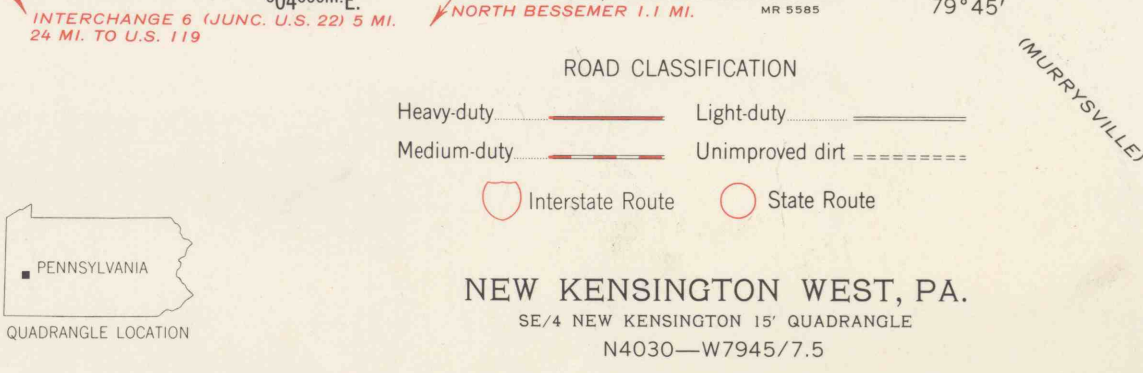 INTERCHANGE 6 (JUNC. U.S. 22) 5 MI.
24 MI. TO U.S. 119
NORTH BESSEMER 1.1 MI.
MR 5585
79°45′
(MURRYSVILLE)
ROAD CLASSIFICATION
Heavy-duty
Light-duty
Medium-duty
Unimproved dirt
Interstate Route
State Route
PENNSYLVANIA
QUADRANGLE LOCATION
NEW KENSINGTON WEST, PA.
SE/4 NEW KENSINGTON 15′ QUADRANGLE
N4030—W7945/7.5